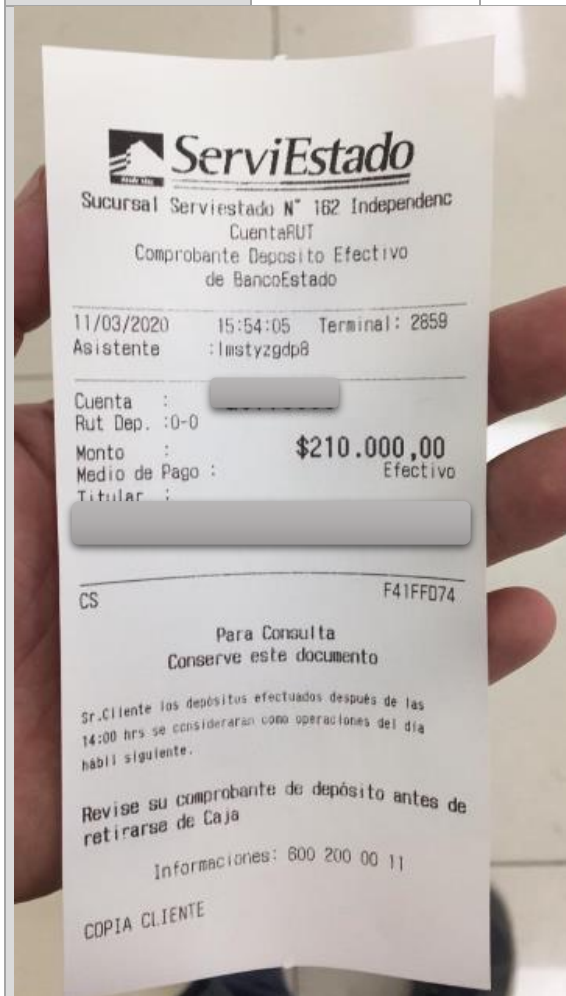 ServiEstado
Sucursal Serviestado N° 162 Independenc
CuentaRUT
Comprobante Deposito Efectivo
de BancoEstado
11/03/2020 15:54:05 Terminal: 2859
Asistente :lmstyzgdp8
Cuenta :
Rut Dep. :0-0
Monto : $210.000,00
Medio de Pago : Efectivo
Titular :
CS F41FFD74
Para Consulta
Conserve este documento
Sr.Cliente los depósitos efectuados después de las
14:00 hrs se consideraran como operaciones del día
hábil siguiente.
Revise su comprobante de depósito antes de
retirarse de Caja
Informaciones: 600 200 00 11
COPIA CLIENTE